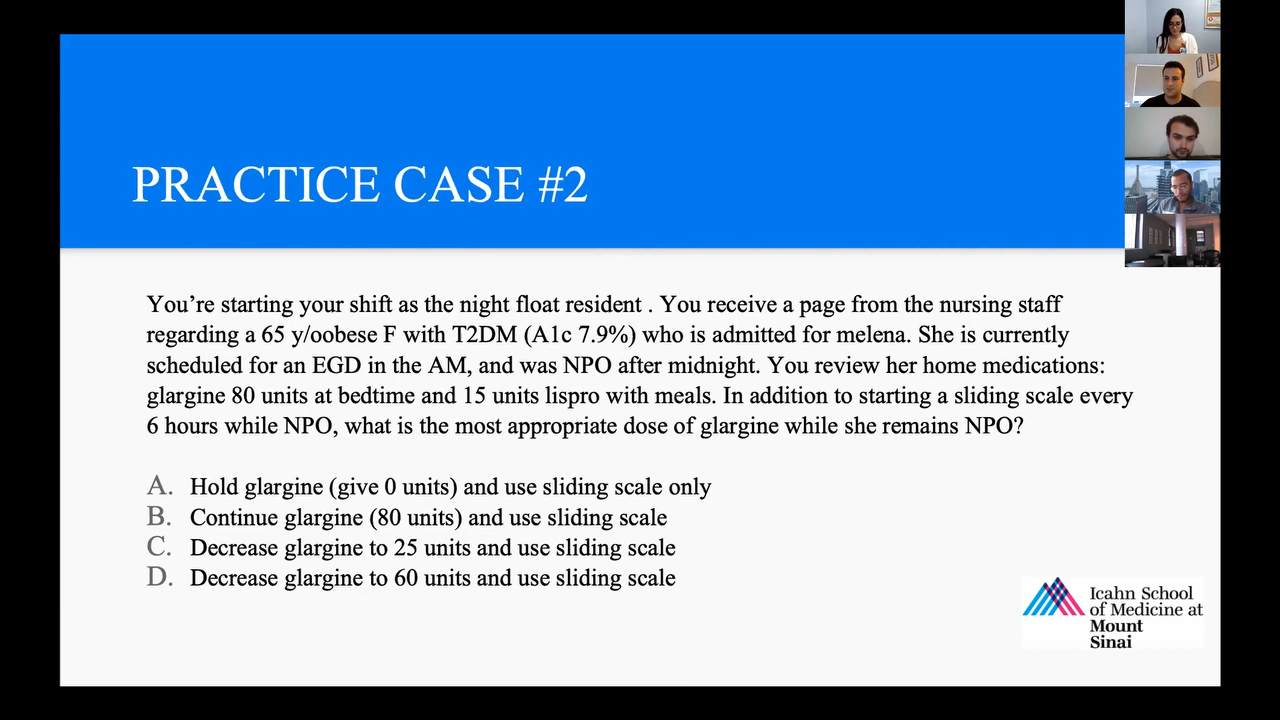 PRACTICE CASE #2
You’re starting your shift as the night float resident . You receive a page from the nursing staff
regarding a 65 y/oobese F with T2DM (A1c 7.9%) who is admitted for melena. She is currently
scheduled for an EGD in the AM, and was NPO after midnight. You review her home medications:
glargine 80 units at bedtime and 15 units lispro with meals. In addition to starting a sliding scale every
6 hours while NPO, what is the most appropriate dose of glargine while she remains NPO?
A. Hold glargine (give 0 units) and use sliding scale only
B. Continue glargine (80 units) and use sliding scale
C. Decrease glargine to 25 units and use sliding scale
D. Decrease glargine to 60 units and use sliding scale
Icahn School
of Medicine at
Mount
Sinai